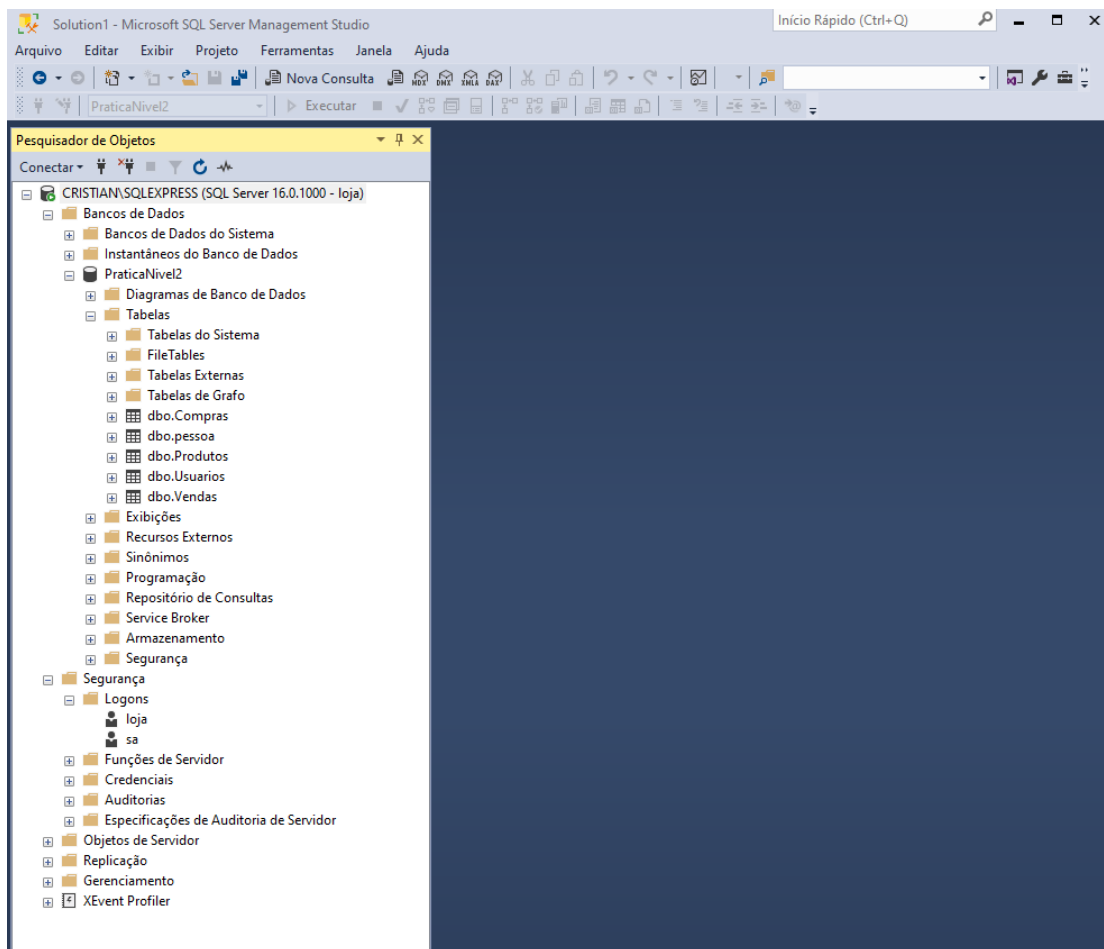 Solution1 - Microsoft SQL Server Management Studio
Início Rápido (Ctrl+Q)
Arquivo Editar Exibir Projeto Ferramentas Janela Ajuda
Nova Consulta MDX DMX XMLA DAX
PraticaNivel2 Executar
Pesquisador de Objetos
Conectar
CRISTIAN\SQLEXPRESS (SQL Server 16.0.1000 - loja)
Bancos de Dados
Bancos de Dados do Sistema
Instantâneos do Banco de Dados
PraticaNivel2
Diagramas de Banco de Dados
Tabelas
Tabelas do Sistema
FileTables
Tabelas Externas
Tabelas de Grafo
dbo.Compras
dbo.pessoa
dbo.Produtos
dbo.Usuarios
dbo.Vendas
Exibições
Recursos Externos
Sinônimos
Programação
Repositório de Consultas
Service Broker
Armazenamento
Segurança
Segurança
Logons
loja
sa
Funções de Servidor
Credenciais
Auditorias
Especificações de Auditoria de Servidor
Objetos de Servidor
Replicação
Gerenciamento
XEvent Profiler